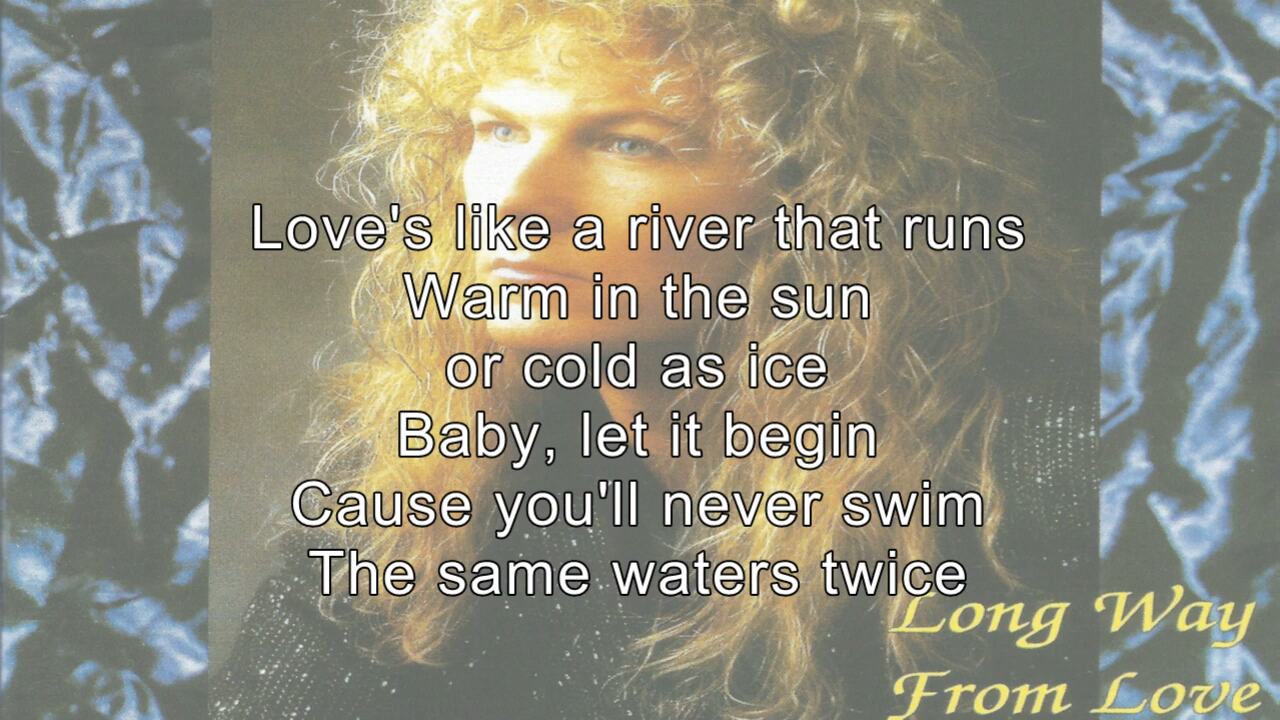 Love's like a river that runs
Warm in the sun
or cold as ice
Baby, let it begin
Cause you'll never swim
The same waters twice
Long Way
From Love